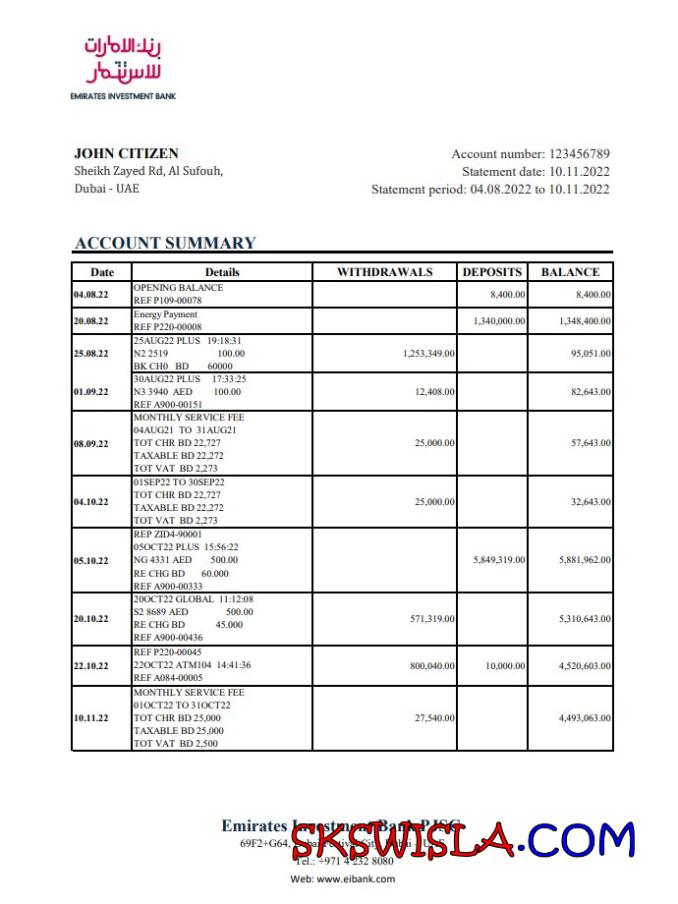 بنك الامارات
للاستثمار
EMIRATES INVESTMENT BANK
JOHN CITIZEN
Sheikh Zayed Rd, Al Sufouh,
Dubai - UAE
Account number: 123456789
Statement date: 10.11.2022
Statement period: 04.08.2022 to 10.11.2022
ACCOUNT SUMMARY
Date Details WITHDRAWALS DEPOSITS BALANCE
04.08.22 OPENING BALANCE 8,400.00 8,400.00
REF P109-00078
20.08.22 Energy Payment 1,340,000.00 1,348,400.00
REF P220-00008
25AUG22 PLUS 19:18:31
25.08.22 N2 2519 100.00 1,253,349.00 95,051.00
BK CH0 BD 60000
30AUG22 PLUS 17:33:25
01.09.22 N3 3940 AED 100.00 12,408.00 82,643.00
REF A900-00151
MONTHLY SERVICE FEE
04AUG21 TO 31AUG21
08.09.22 TOT CHR BD 22,727 25,000.00 57,643.00
TAXABLE BD 22,272
TOT VAT BD 2,273
01SEP22 TO 30SEP22
TOT CHR BD 22,727
04.10.22 TAXABLE BD 22,272 25,000.00 32,643.00
TOT VAT BD 2,273
REP ZID4-90001
05OCT22 PLUS 15:56:22
05.10.22 NG 4331 AED 500.00 5,849,319.00 5,881,962.00
RE CHG BD 60.000
REF A900-00333
20OCT22 GLOBAL 11:12:08
20.10.22 S2 8689 AED 500.00 571,319.00 5,310,643.00
RE CHG BD 45.000
REF A900-00436
REF P220-00045
22.10.22 22OCT22 ATM104 14:41:36 800,040.00 10,000.00 4,520,603.00
REF A084-00005
MONTHLY SERVICE FEE
01OCT22 TO 31OCT22
10.11.22 TOT CHR BD 25,000 27,540.00 4,493,063.00
TAXABLE BD 25,000
TOT VAT BD 2,500
Emirates Investment Bank PJSC
SKSWISLA.COM
69F2+G64, City
Tel.: +971 4 232 8080
Web: www.eibank.com